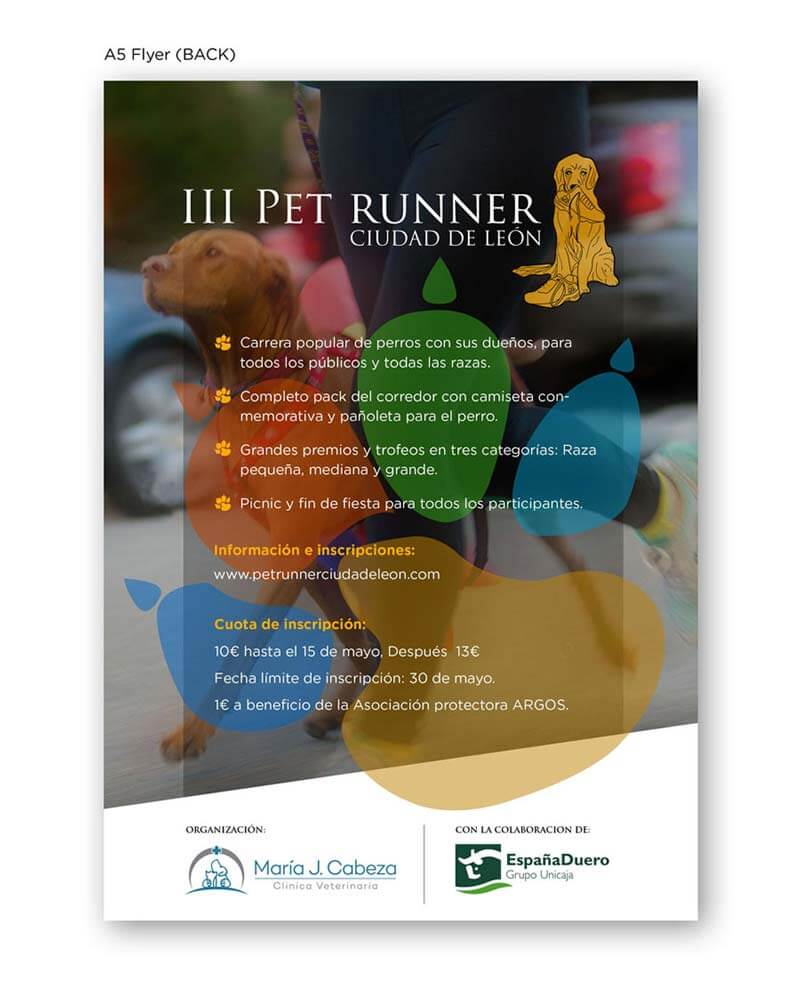 A5 Flyer (BACK)
III PET RUNNER
CIUDAD DE LEÓN
Carrera popular de perros con sus dueños, para
todos los públicos y todas las razas.
Completo pack del corredor con camiseta con-
memorativa y pañoleta para el perro.
Grandes premios y trofeos en tres categorías: Raza
pequeña, mediana y grande.
Picnic y fin de fiesta para todos los participantes.
Información e inscripciones:
www.petrunnerciudadeleon.com
Cuota de inscripción:
10€ hasta el 15 de mayo, Después 13€
Fecha límite de inscripción: 30 de mayo.
1€ a beneficio de la Asociación protectora ARGOS.
ORGANIZACIÓN:
María J. Cabeza
Clínica Veterinaria
CON LA COLABORACION DE:
EspañaDuero
Grupo Unicaja